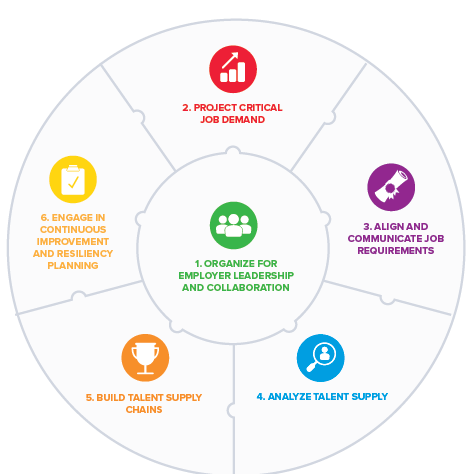 2. PROJECT CRITICAL
JOB DEMAND
3. ALIGN AND
COMMUNICATE JOB
REQUIREMENTS
6. ENGAGE IN
CONTINUOUS
IMPROVEMENT
AND RESILIENCY
PLANNING
1. ORGANIZE FOR
EMPLOYER LEADERSHIP
AND COLLABORATION
5. BUILD TALENT SUPPLY
CHAINS
4. ANALYZE TALENT SUPPLY